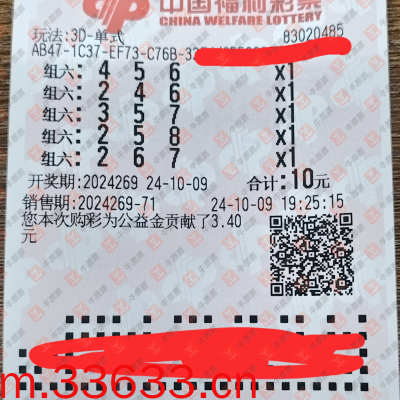 中国福利彩票
CHINA WELFARE LOTTERY
玩法:3D-单式 83020485
AB47-1C37-EF73-C76B-
组六: 4 5 6 x1
组六: 2 4 6 x1
组六: 3 5 7 x1
组六: 2 5 8 x1
组六: 2 6 7 x1
开奖期:2024269 24-10-09 合计:10元
销售期:2024269-71 24-10-09 19:25:15
您本次购彩为公益金贡献了3.40
元
m.33633.cn